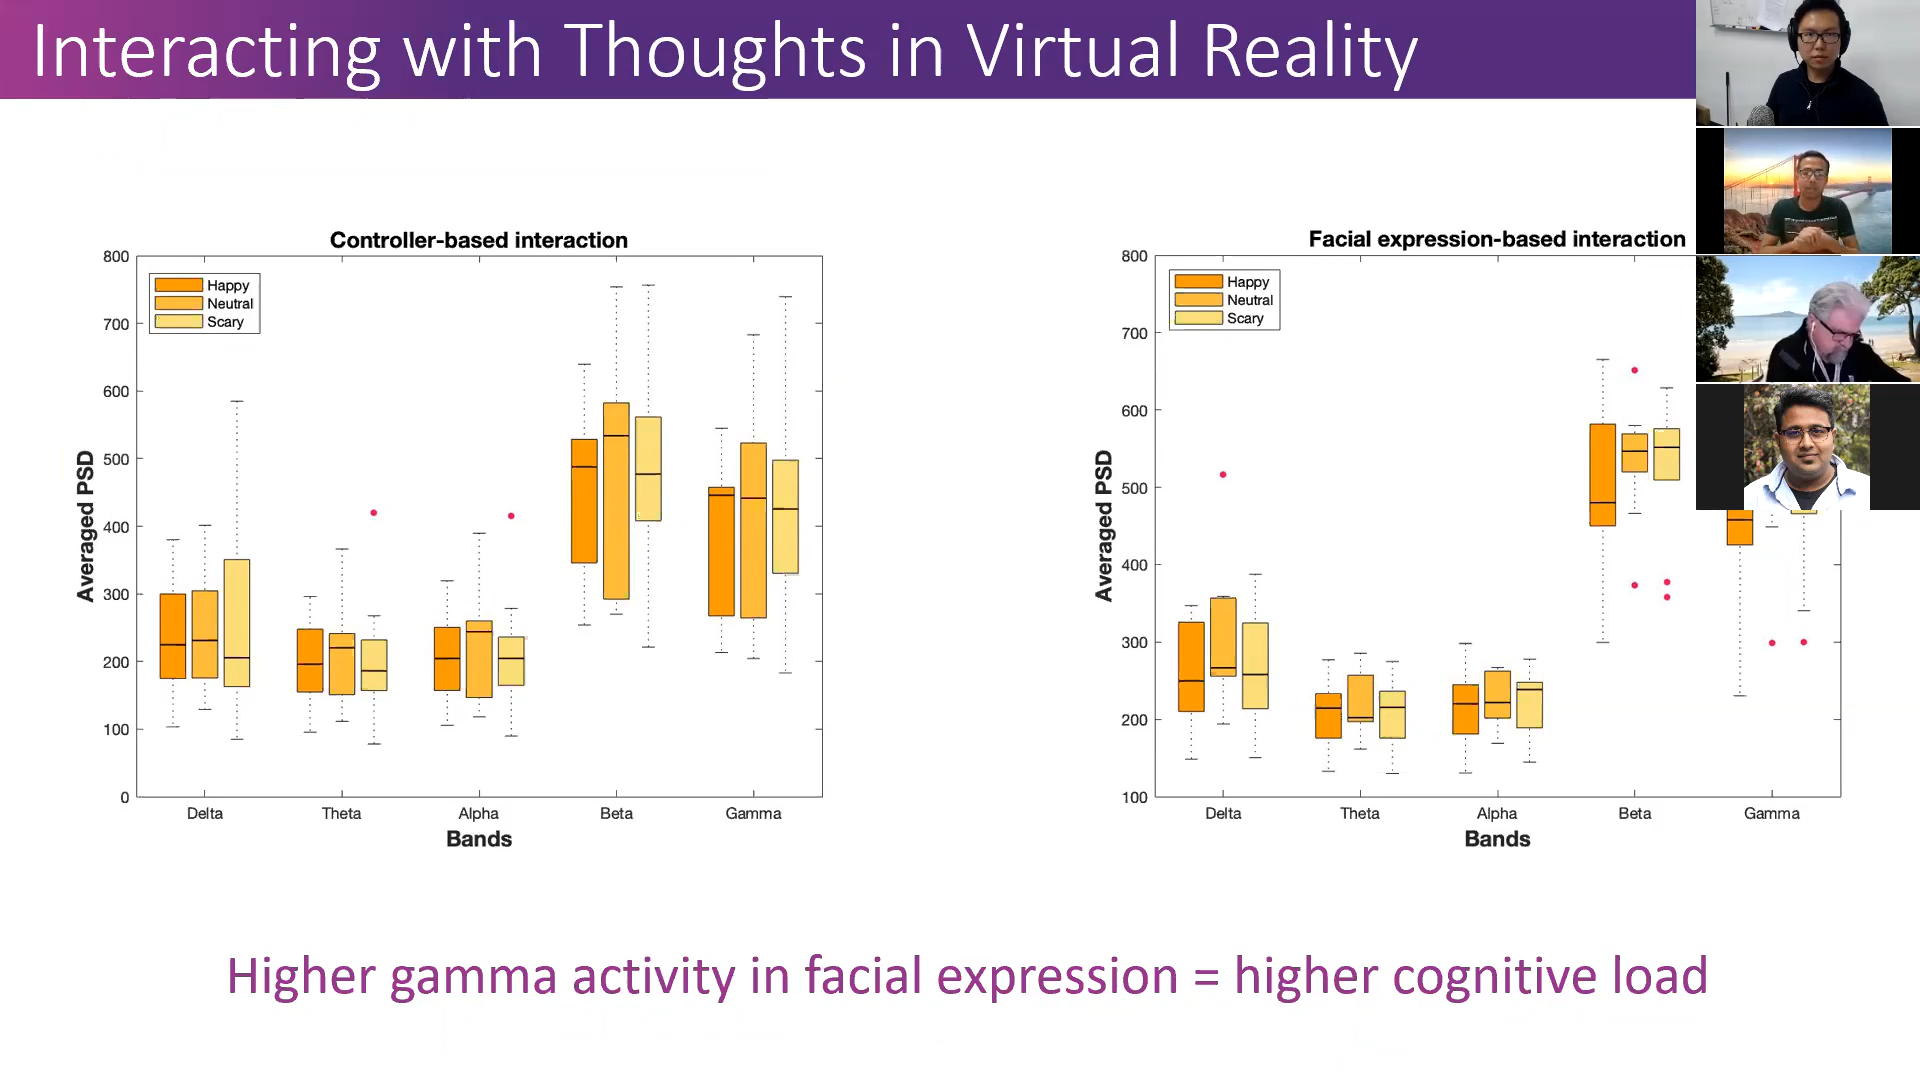 Interacting with Thoughts in Virtual Reality
Controller-based interaction
800
700
600
500
400
300
200
100
0
Averaged PSD
Happy
Neutral
Scary
Delta
Theta
Alpha
Beta
Gamma
Bands
Facial expression-based interaction
800
700
600
500
400
300
200
100
Averaged PSD
Happy
Neutral
Scary
Delta
Theta
Alpha
Beta
Gamma
Bands
Higher gamma activity in facial expression = higher cognitive load